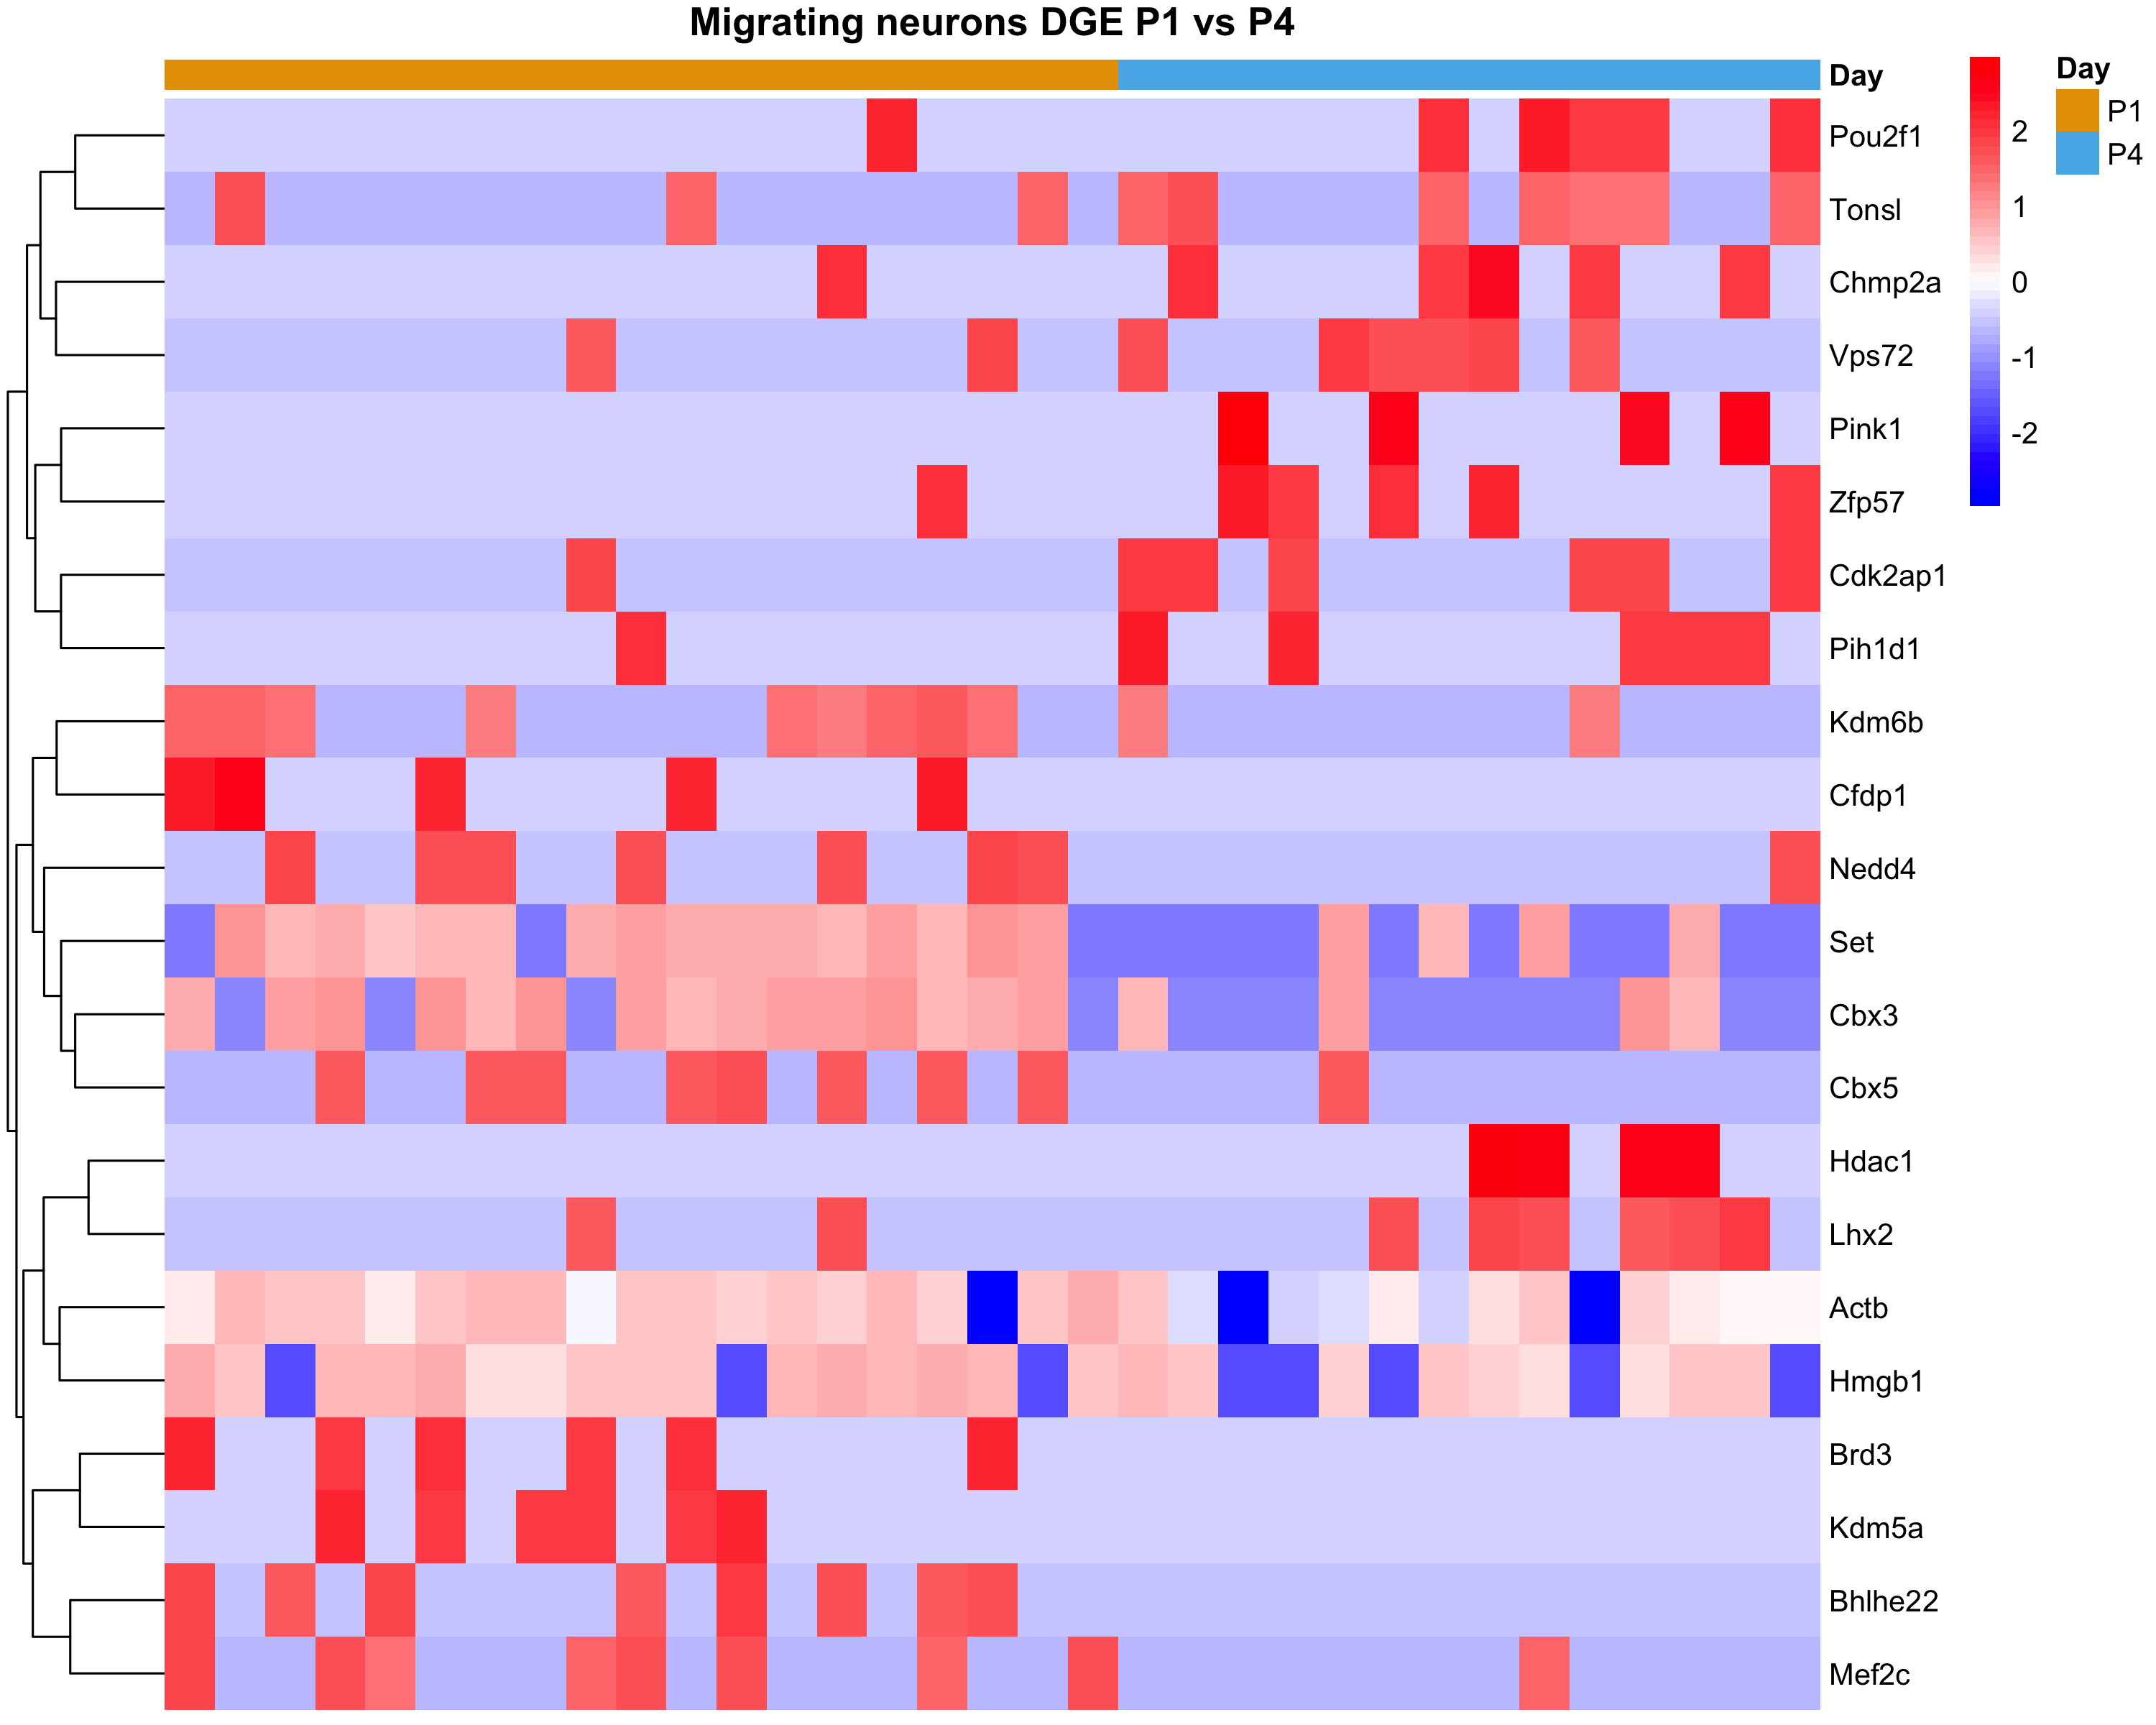 Migrating neurons DGE P1 vs P4
Day
Pou2f1
Tonsl
Chmp2a
Vps72
Pink1
Zfp57
Cdk2ap1
Pih1d1
Kdm6b
Cfdp1
Nedd4
Set
Cbx3
Cbx5
Hdac1
Lhx2
Actb
Hmgb1
Brd3
Kdm5a
Bhlhe22
Mef2c
2
1
0
-1
-2
Day
P1
P4